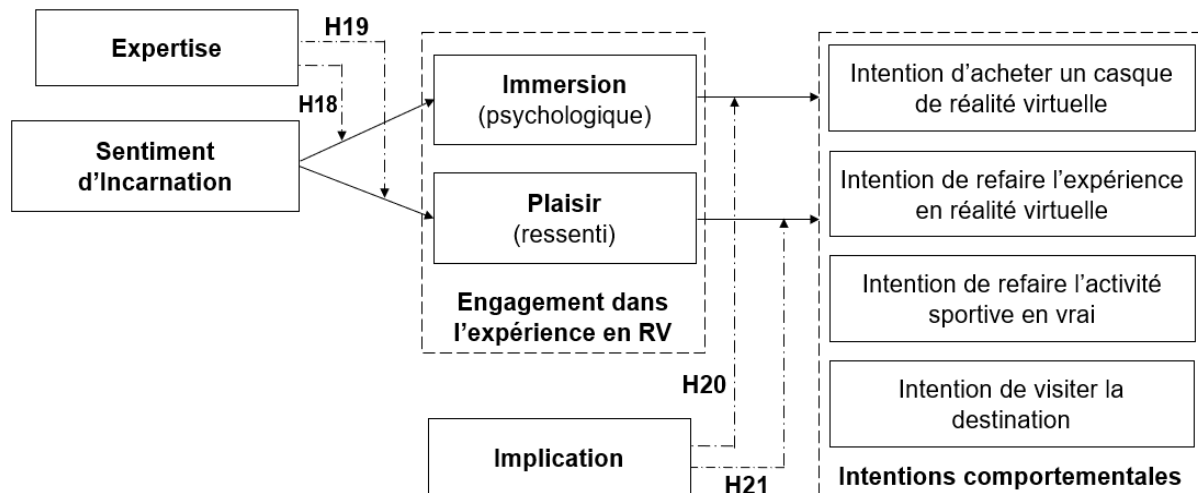 Expertise
H19
H18
Sentiment
d'Incarnation
Immersion
(psychologique)
Plaisir
(ressenti)
Engagement dans
l'expérience en RV
H20
Implication
H21
Intention d'acheter un casque
de réalité virtuelle
Intention de refaire l'expérience
en réalité virtuelle
Intention de refaire l'activité
sportive en vrai
Intention de visiter la
destination
Intentions comportementales